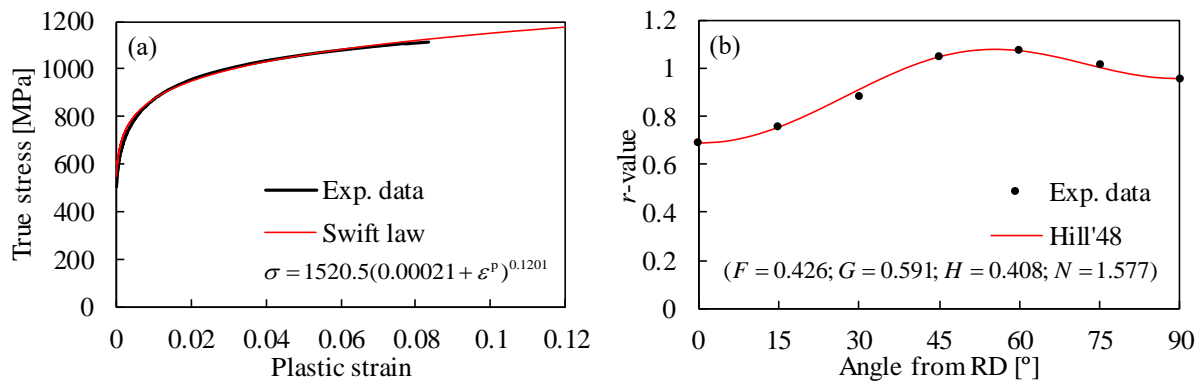 (a)
True stress [MPa]
1200
1000
800
600
400
200
0
Exp. data
Swift law
σ = 1520.5(0.00021 + εᵖ)^0.1201
0 0.02 0.04 0.06 0.08 0.1 0.12
Plastic strain
(b)
r-value
1.2
1
0.8
0.6
0.4
0.2
0
Exp. data
Hill'48
(F = 0.426; G = 0.591; H = 0.408; N = 1.577)
0 15 30 45 60 75 90
Angle from RD [º]